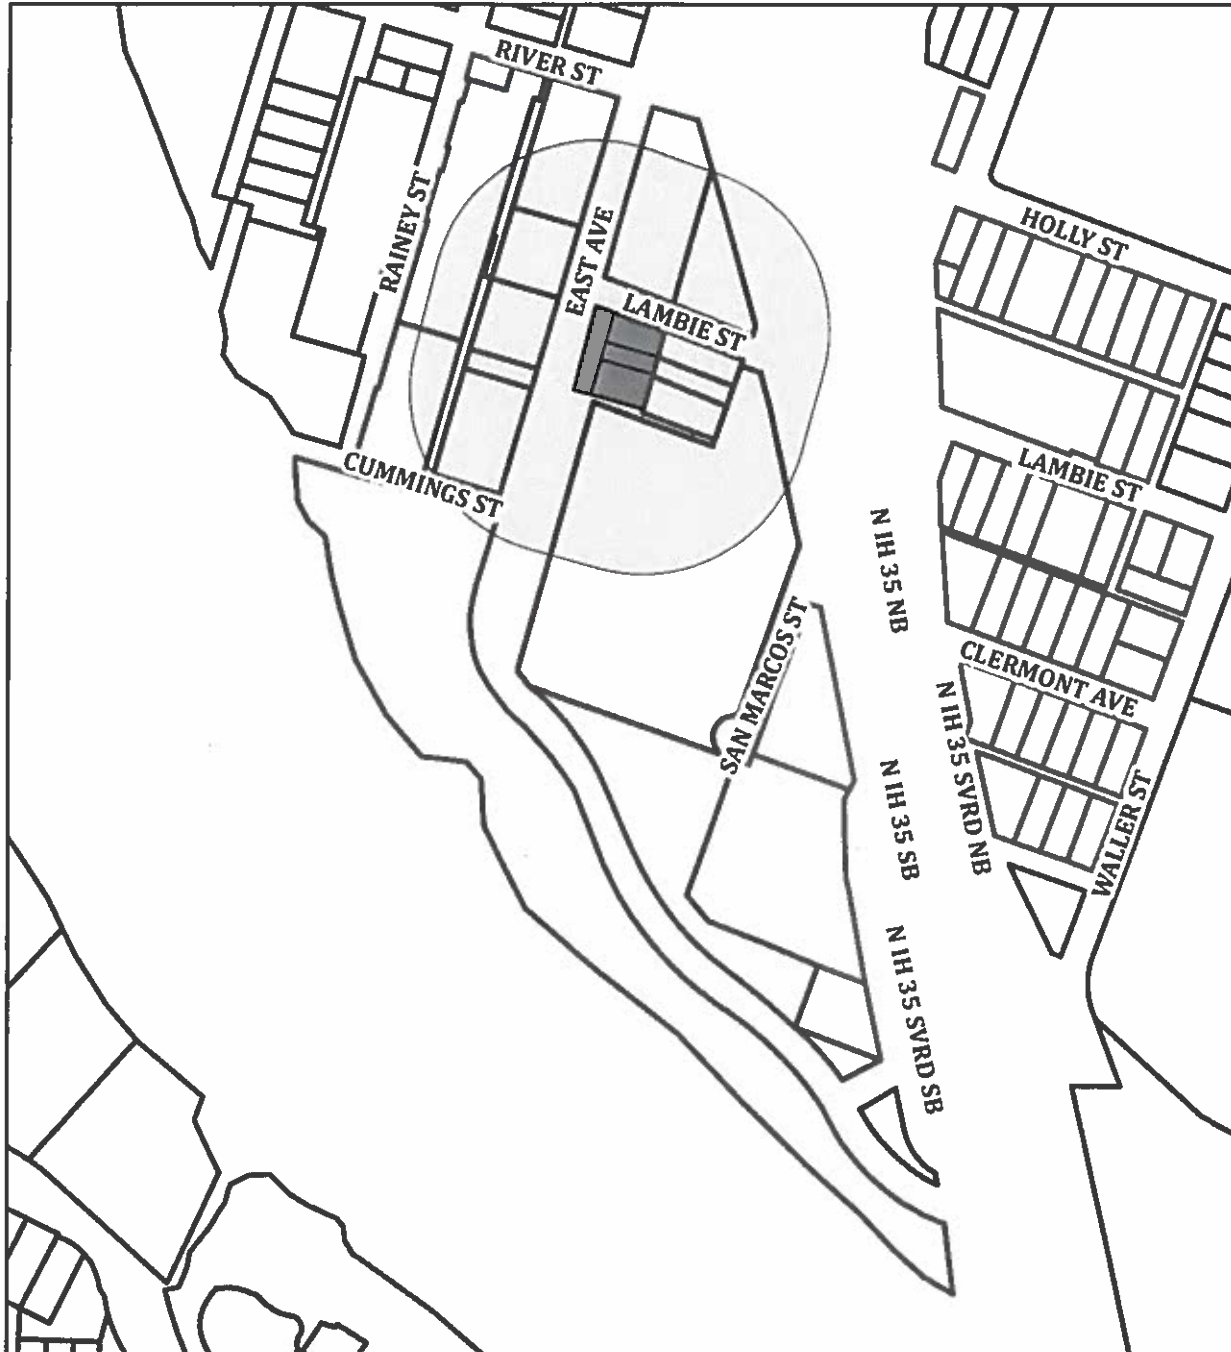 RIVER ST
RAINEY ST
EAST AVE
HOLLY ST
LAMBIE ST
CUMMINGS ST
LAMBIE ST
N IH 35 NB
SAN MARCOS ST
CLERMONT AVE
N IH 35 SVRD NB
N IH 35 SB
WALLER ST
N IH 35 SVRD SB